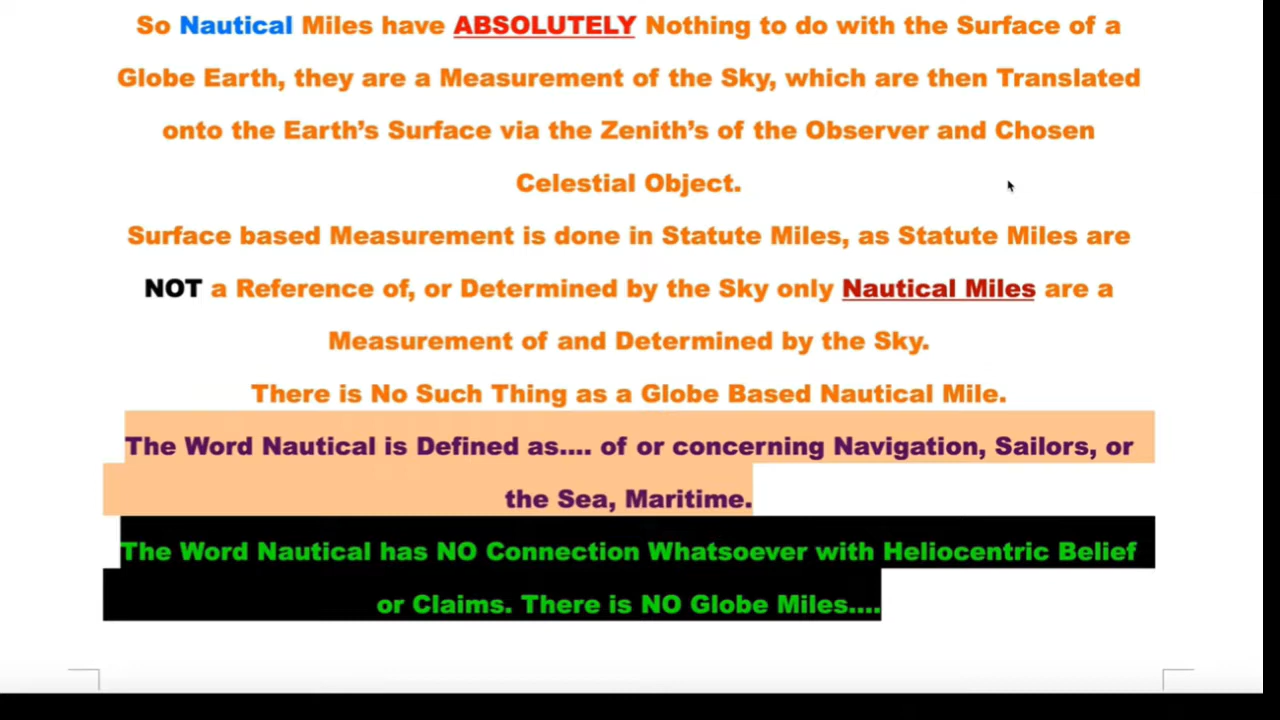 So Nautical Miles have ABSOLUTELY Nothing to do with the Surface of a
Globe Earth, they are a Measurement of the Sky, which are then Translated
onto the Earth’s Surface via the Zenith’s of the Observer and Chosen
Celestial Object.
Surface based Measurement is done in Statute Miles, as Statute Miles are
NOT a Reference of, or Determined by the Sky only Nautical Miles are a
Measurement of and Determined by the Sky.
There is No Such Thing as a Globe Based Nautical Mile.
The Word Nautical is Defined as.... of or concerning Navigation, Sailors, or
the Sea, Maritime.
The Word Nautical has NO Connection Whatsoever with Heliocentric Belief
or Claims. There is NO Globe Miles....